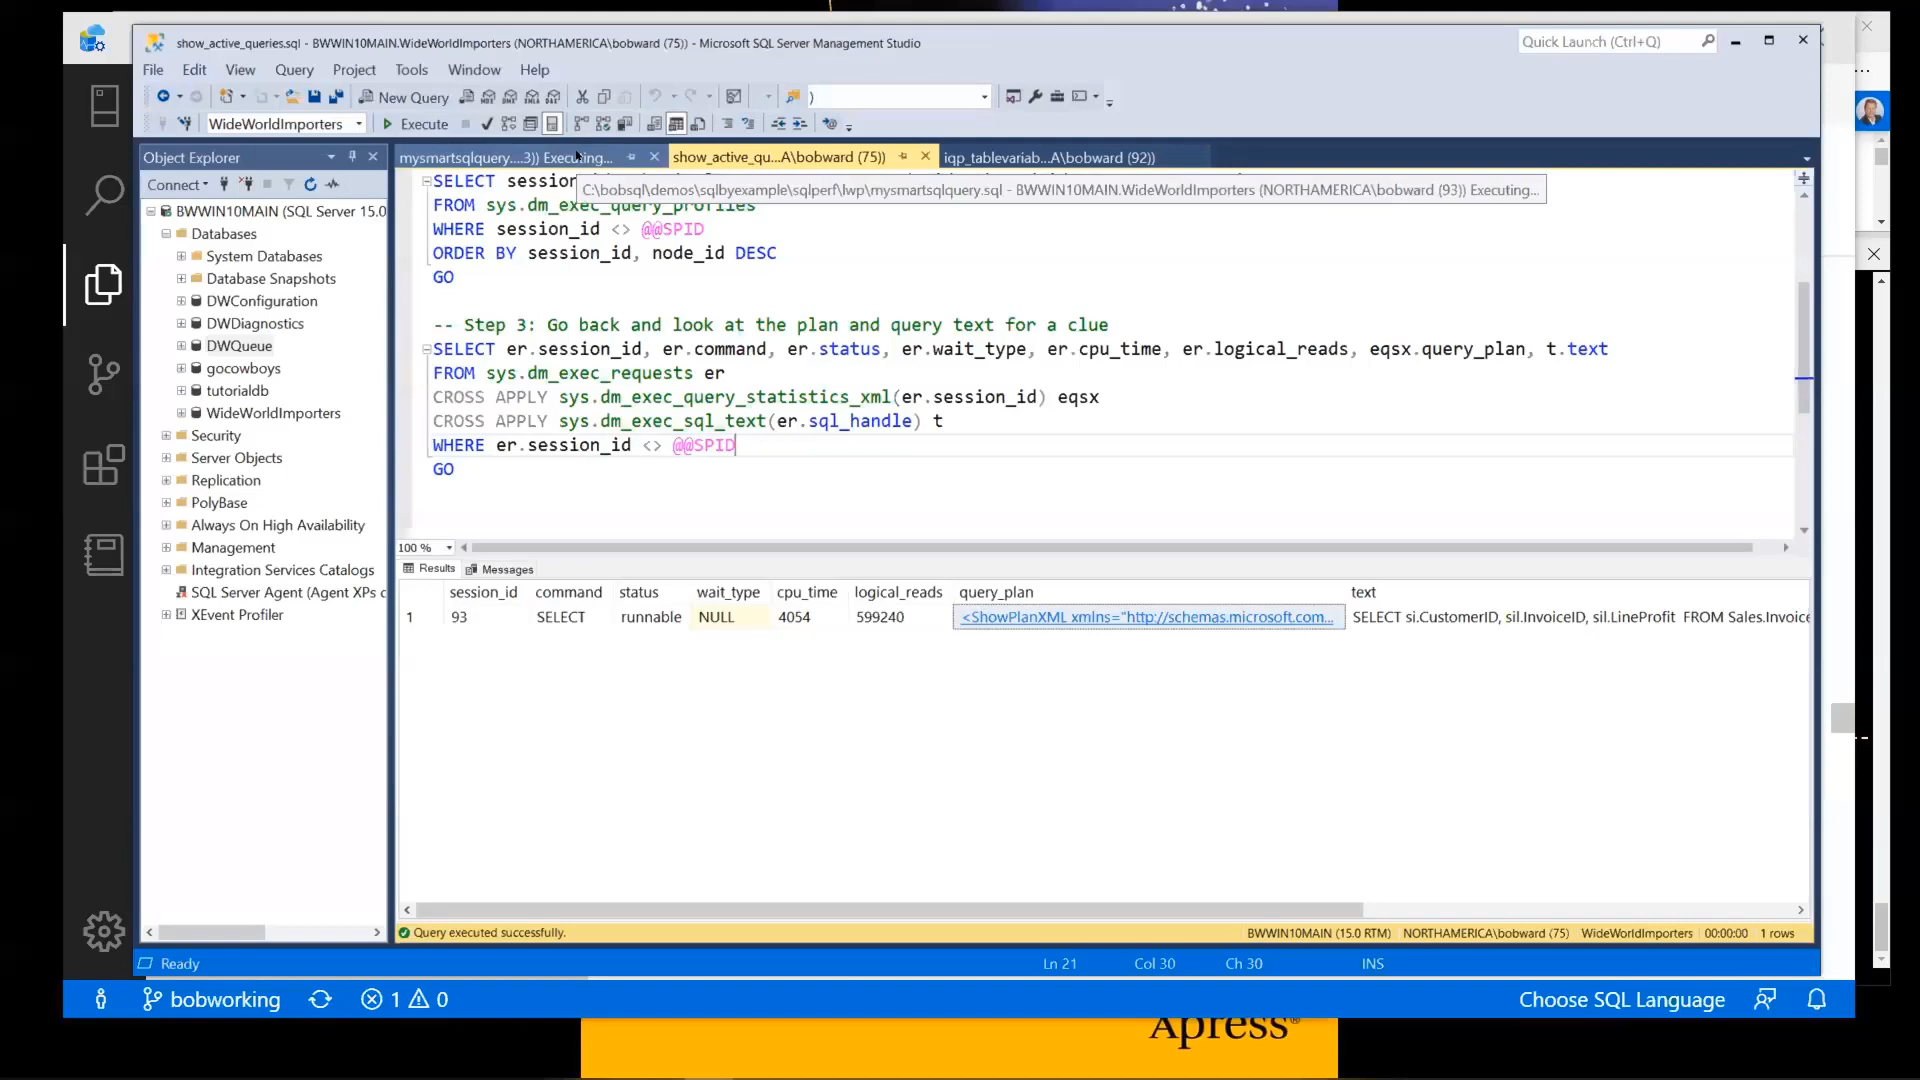 show_active_queries.sql - BWWIN10MAIN.WideWorldImporters (NORTHAMERICA\bobward (75)) - Microsoft SQL Server Management Studio
Quick Launch (Ctrl+Q)
File Edit View Query Project Tools Window Help
New Query
)
WideWorldImporters
Execute
Object Explorer
mysmartsqlquery....3)) Executing...
show_active_qu...A\bobward (75))
iqp_tablevariab...A\bobward (92))
Connect
C:\bobsql\demos\sqlbyexample\sqlperf\lwp\mysmartsqlquery.sql - BWWIN10MAIN.WideWorldImporters (NORTHAMERICA\bobward (93)) Executing...
BWWIN10MAIN (SQL Server 15.0
Databases
System Databases
Database Snapshots
DWConfiguration
DWDiagnostics
DWQueue
gocowboys
tutorialdb
WideWorldImporters
Security
Server Objects
Replication
PolyBase
Always On High Availability
Management
Integration Services Catalogs
SQL Server Agent (Agent XPs c
XEvent Profiler
SELECT
FROM sys.dm_exec_query_profiles
WHERE session_id <> @@SPID
ORDER BY session_id, node_id DESC
GO
-- Step 3: Go back and look at the plan and query text for a clue
SELECT er.session_id, er.command, er.status, er.wait_type, er.cpu_time, er.logical_reads, eqsx.query_plan, t.text
FROM sys.dm_exec_requests er
CROSS APPLY sys.dm_exec_query_statistics_xml(er.session_id) eqsx
CROSS APPLY sys.dm_exec_sql_text(er.sql_handle) t
WHERE er.session_id <> @@SPID
GO
100 %
Results Messages
session_id command status wait_type cpu_time logical_reads query_plan text
1 93 SELECT runnable NULL 4054 599240 <ShowPlanXML xmlns="http://schemas.microsoft.com... SELECT si.CustomerID, sil.InvoiceID, sil.LineProfit FROM Sales.Invoice
Query executed successfully.
BWWIN10MAIN (15.0 RTM) NORTHAMERICA\bobward (75) WideWorldImporters 00:00:00 1 rows
Ready
Ln 21 Col 30 Ch 30 INS
bobworking
1
0
Choose SQL Language
Apress®